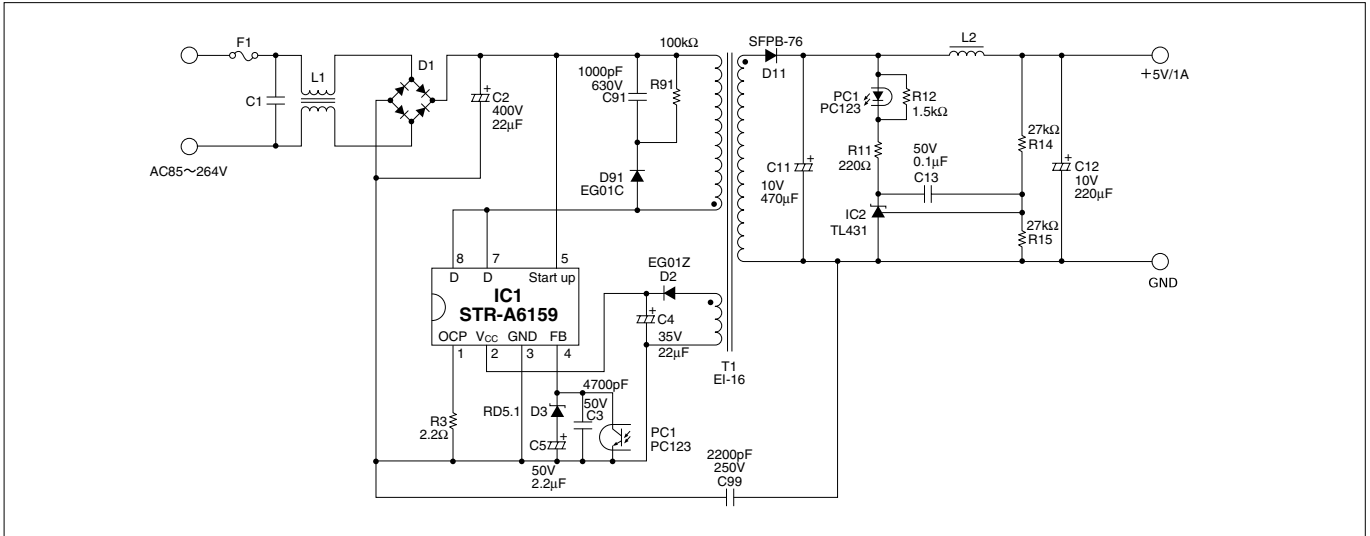 F1
L1
C1
AC85～264V
D1
C2
400V
22μF
1000pF
630V
C91
100kΩ
R91
D91
EG01C
8
7
5
D
D
Start up
IC1
STR-A6159
OCP
VCC
GND
FB
1
2
3
4
R3
2.2Ω
RD5.1
D3
C5
50V
2.2μF
4700pF
50V
C3
PC1
PC123
EG01Z
D2
C4
35V
22μF
T1
EI-16
2200pF
250V
C99
SFPB-76
D11
C11
10V
470μF
PC1
PC123
R12
1.5kΩ
R11
220Ω
50V
0.1μF
C13
IC2
TL431
L2
27kΩ
R14
27kΩ
R15
C12
10V
220μF
+5V/1A
GND